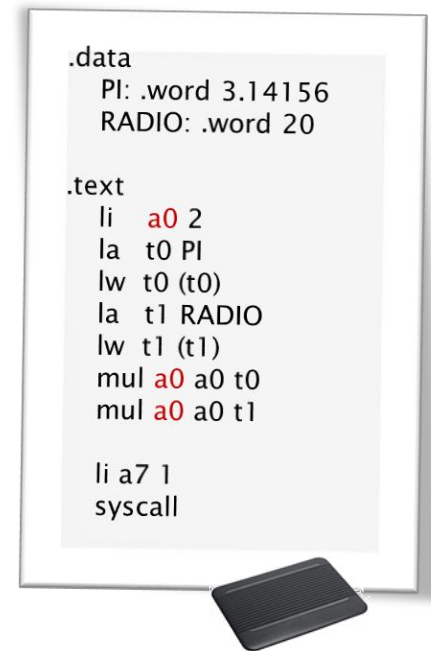 .data
PI: .word 3.14156
RADIO: .word 20
.text
li a0 2
la t0 PI
lw t0 (t0)
la t1 RADIO
lw t1 (t1)
mul a0 a0 t0
mul a0 a0 t1
li a7 1
syscall